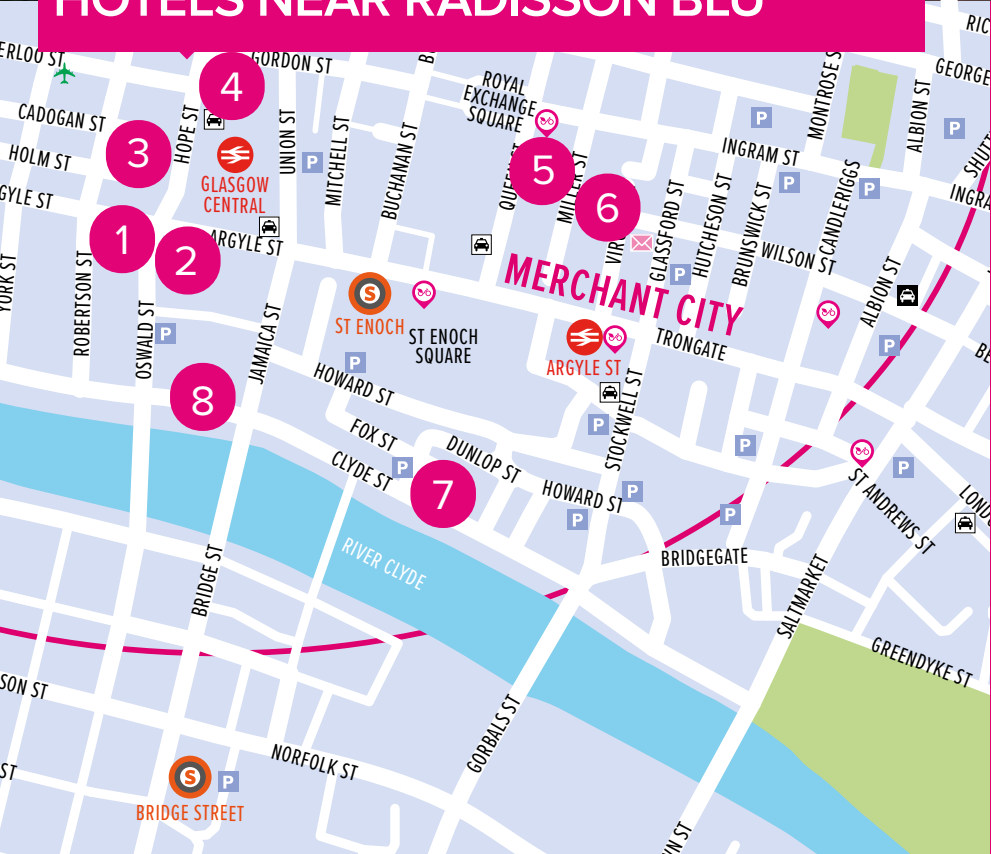 HOTELS NEAR RADISSON BLU
ERLOO ST
GORDON ST
4
CADOGAN ST
HOPE ST
3
HOLM ST
GYLE ST
GLASGOW
CENTRAL
UNION ST
P
MITCHELL ST
BUCHANAN ST
ROYAL
EXCHANGE
SQUARE
5
MILLER ST
6
P
INGRAM ST
P
MONTROSE S
ALBION ST
GEORGE
RIC
P
P
SHUTT
INGRA
CANDLERIGGS
BRUNSWICK ST
HUTCHESON ST
GLASSFORD ST
VIR
P
WILSON ST
MERCHANT CITY
1
2
ARGYLE ST
YORK ST
ROBERTSON ST
OSWALD ST
P
JAMAICA ST
S
ST ENOCH
ST ENOCH
SQUARE
P
ARGYLE ST
TRONGATE
ALBION ST
P
BE
8
HOWARD ST
FOX ST
CLYDE ST
P
DUNLOP ST
7
HOWARD ST
STOCKWELL ST
P
P
P
P
P
P
ST ANDREWS ST
LOND
BRIDGEGATE
SALTMARKET
GREENDYKE ST
RIVER CLYDE
BRIDGE ST
SON ST
NORFOLK ST
GORBALS ST
ST
S
P
BRIDGE STREET
N ST